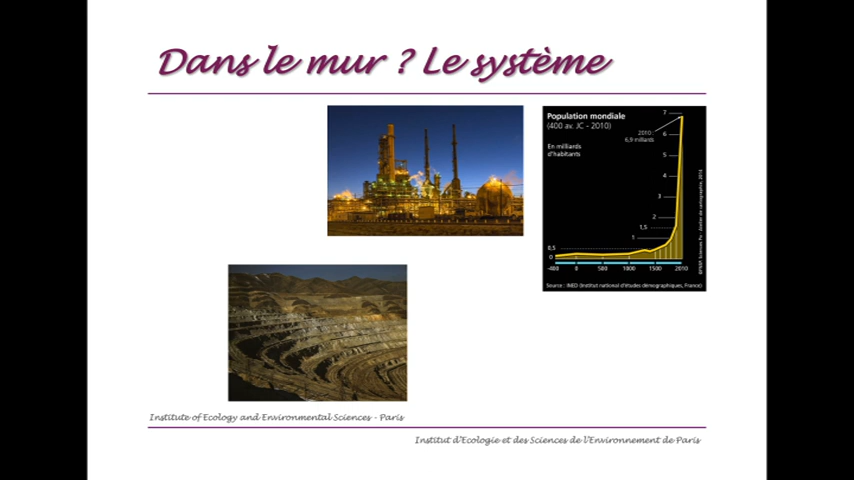 Dans le mur ? Le système
Population mondiale
(400 av. JC - 2010)
En milliards
d'habitants
2010 :
6,9 milliards
7
6
5
4
3
2
1,5
1
0,5
0
-400 0 500 1000 1500 2010
Source : INED (Institut national d'études démographiques, France)
Institute of Ecology and Environmental Sciences - Paris
Institut d'Ecologie et des Sciences de l'Environnement de Paris